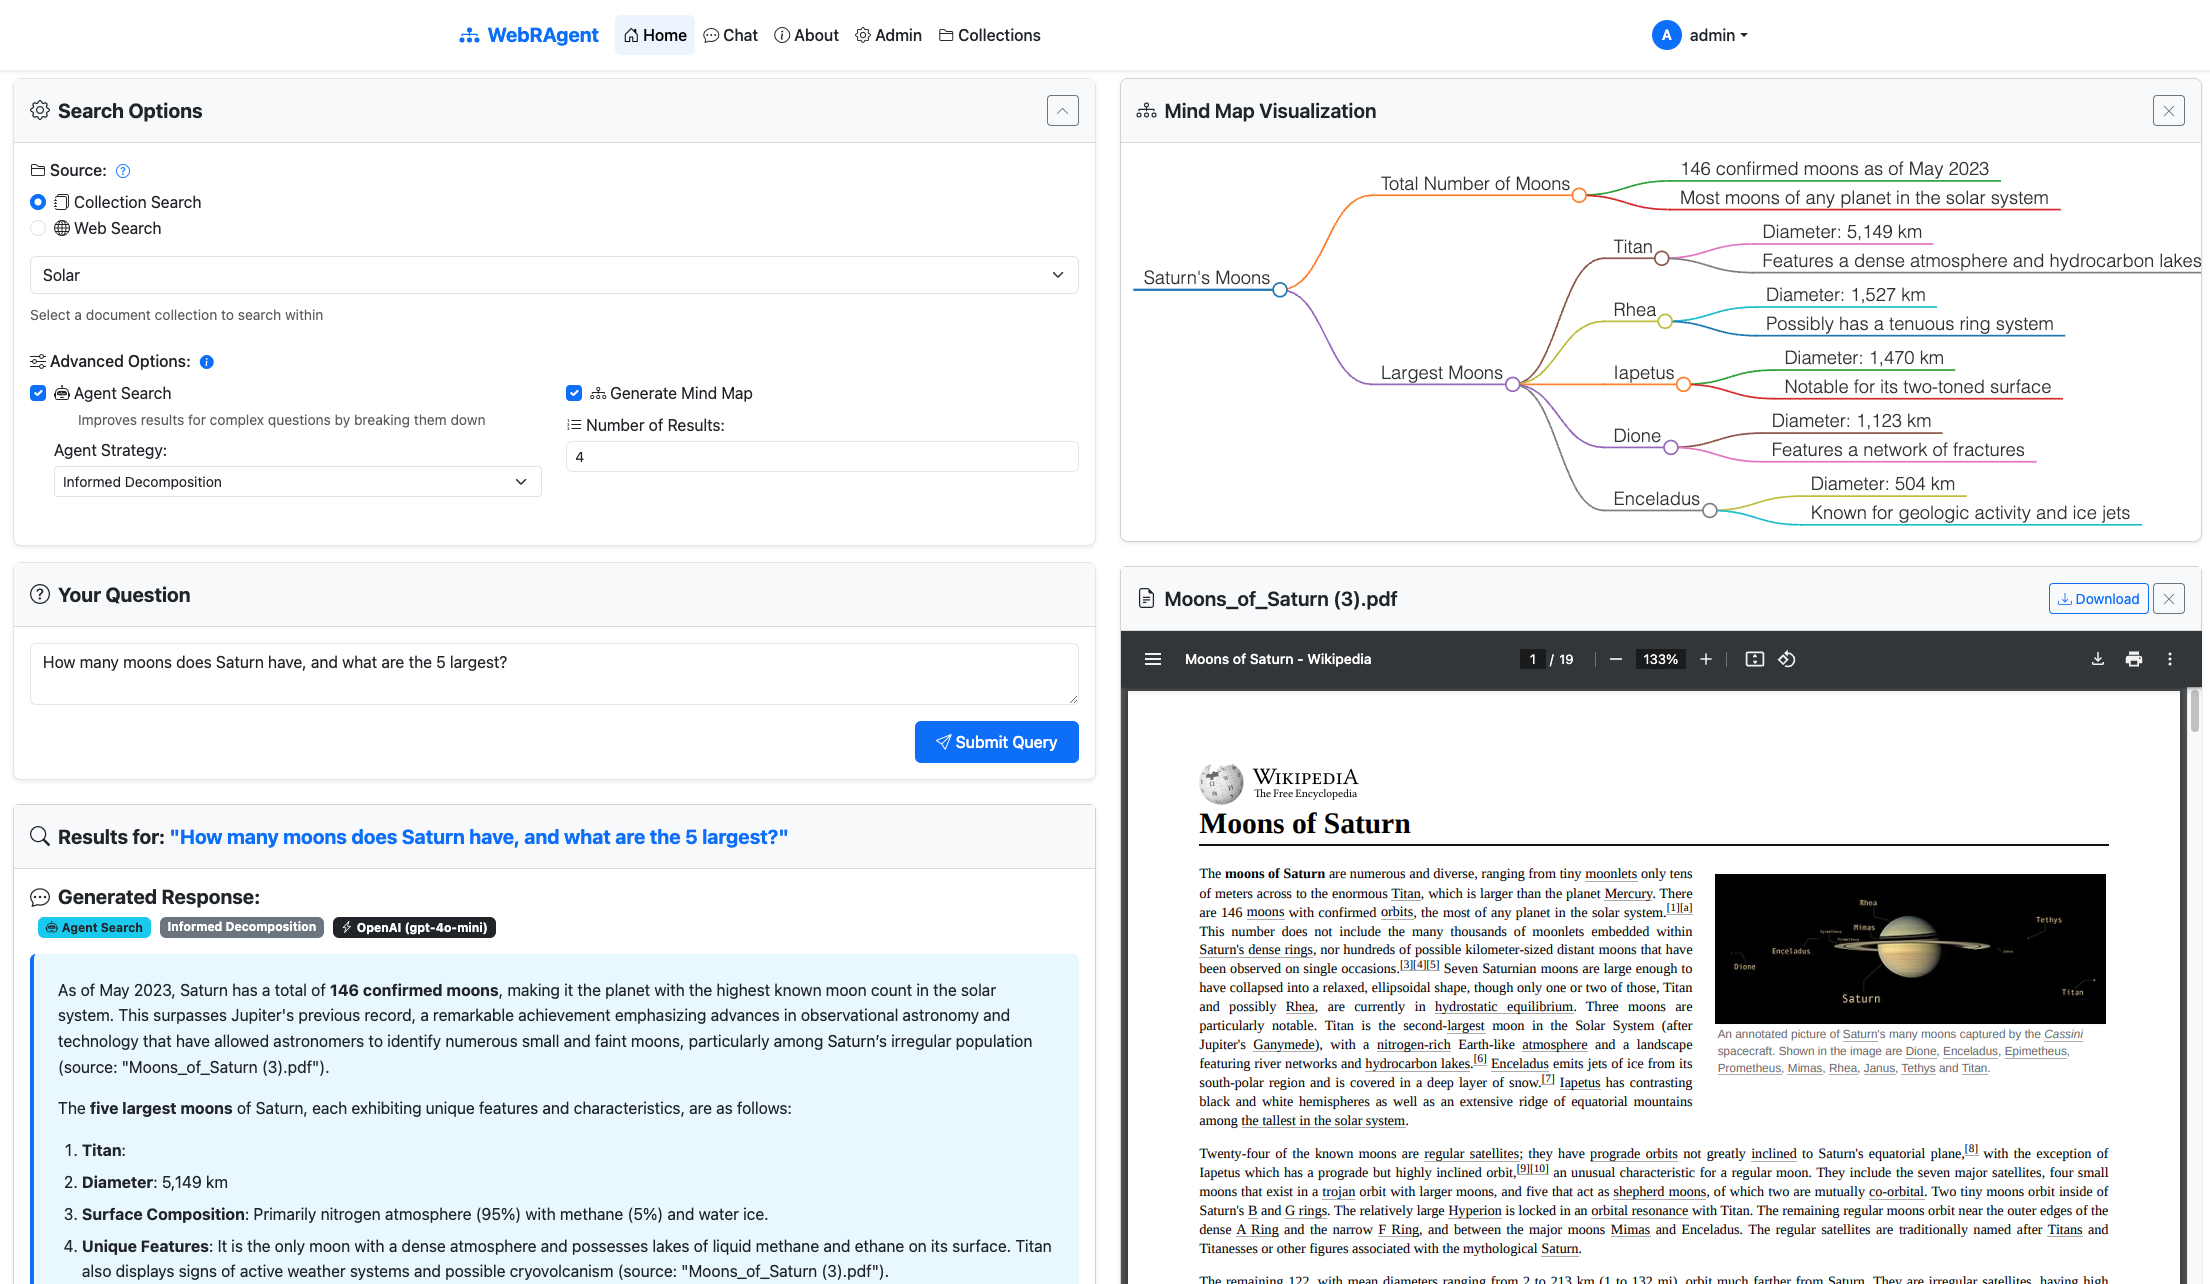 WebRAgent Home Chat About Admin Collections A admin
Search Options
Source:
Collection Search
Web Search
Solar
Select a document collection to search within
Advanced Options:
Agent Search
Improves results for complex questions by breaking them down
Agent Strategy:
Informed Decomposition
Generate Mind Map
Number of Results:
4
Your Question
How many moons does Saturn have, and what are the 5 largest?
Submit Query
Results for: "How many moons does Saturn have, and what are the 5 largest?"
Generated Response:
Agent Search Informed Decomposition OpenAI (gpt-4o-mini)
As of May 2023, Saturn has a total of 146 confirmed moons, making it the planet with the highest known moon count in the solar
system. This surpasses Jupiter's previous record, a remarkable achievement emphasizing advances in observational astronomy and
technology that have allowed astronomers to identify numerous small and faint moons, particularly among Saturn's irregular population
(source: "Moons_of_Saturn (3).pdf").
The five largest moons of Saturn, each exhibiting unique features and characteristics, are as follows:
1. Titan:
2. Diameter: 5,149 km
3. Surface Composition: Primarily nitrogen atmosphere (95%) with methane (5%) and water ice.
4. Unique Features: It is the only moon with a dense atmosphere and possesses lakes of liquid methane and ethane on its surface. Titan
also displays signs of active weather systems and possible cryovolcanism (source: "Moons_of_Saturn (3).pdf").
Mind Map Visualization
Saturn's Moons
Total Number of Moons
146 confirmed moons as of May 2023
Most moons of any planet in the solar system
Largest Moons
Titan
Diameter: 5,149 km
Features a dense atmosphere and hydrocarbon lakes
Rhea
Diameter: 1,527 km
Possibly has a tenuous ring system
Iapetus
Diameter: 1,470 km
Notable for its two-toned surface
Dione
Diameter: 1,123 km
Features a network of fractures
Enceladus
Diameter: 504 km
Known for geologic activity and ice jets
Moons_of_Saturn (3).pdf
Download
Moons of Saturn - Wikipedia 1 / 19 133%
WIKIPEDIA
The Free Encyclopedia
Moons of Saturn
The moons of Saturn are numerous and diverse, ranging from tiny moonlets only tens
of meters across to the enormous Titan, which is larger than the planet Mercury. There
are 146 moons with confirmed orbits, the most of any planet in the solar system.[1][a]
This number does not include the many thousands of moonlets embedded within
Saturn's dense rings, nor hundreds of possible kilometer-sized distant moons that have
been observed on single occasions.[3][4][5] Seven Saturnian moons are large enough to
have collapsed into a relaxed, ellipsoidal shape, though only one or two of those, Titan
and possibly Rhea, are currently in hydrostatic equilibrium. Three moons are
particularly notable. Titan is the second-largest moon in the Solar System (after
Jupiter's Ganymede), with a nitrogen-rich Earth-like atmosphere and a landscape
featuring river networks and hydrocarbon lakes.[6] Enceladus emits jets of ice from its
south-polar region and is covered in a deep layer of snow.[7] Iapetus has contrasting
black and white hemispheres as well as an extensive ridge of equatorial mountains
among the tallest in the solar system.
Rhea
Tethys
Mimas
Epimetheus
Prometheus
Enceladus
Janus
Dione
Titan
Saturn
An annotated picture of Saturn's many moons captured by the Cassini
spacecraft. Shown in the image are Dione, Enceladus, Epimetheus,
Prometheus, Mimas, Rhea, Janus, Tethys and Titan.
Twenty-four of the known moons are regular satellites; they have prograde orbits not greatly inclined to Saturn's equatorial plane,[8] with the exception of
Iapetus which has a prograde but highly inclined orbit,[9][10] an unusual characteristic for a regular moon. They include the seven major satellites, four small
moons that exist in a trojan orbit with larger moons, and five that act as shepherd moons, of which two are mutually co-orbital. Two tiny moons orbit inside of
Saturn's B and G rings. The relatively large Hyperion is locked in an orbital resonance with Titan. The remaining regular moons orbit near the outer edges of the
dense A Ring and the narrow F Ring, and between the major moons Mimas and Enceladus. The regular satellites are traditionally named after Titans and
Titanesses or other figures associated with the mythological Saturn.
The remaining 122, with mean diameters ranging from 2 to 213 km (1 to 132 mi), orbit much farther from Saturn. They are irregular satellites, having high